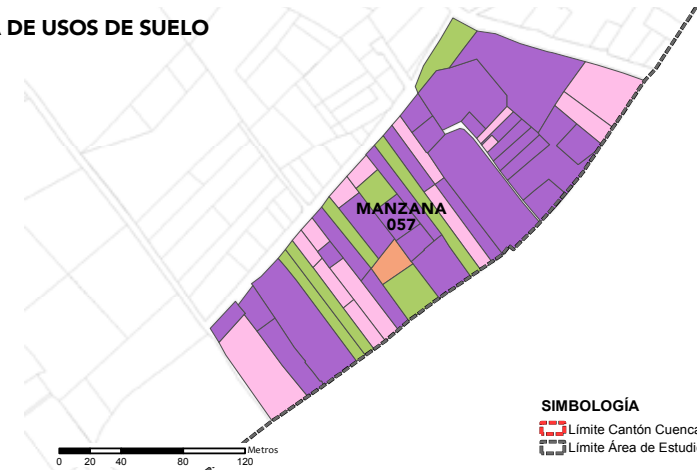 A DE USOS DE SUELO
MANZANA
057
SIMBOLOGÍA
Límite Cantón Cuenca
Límite Área de Estudi
Metros
0 20 40 80 120